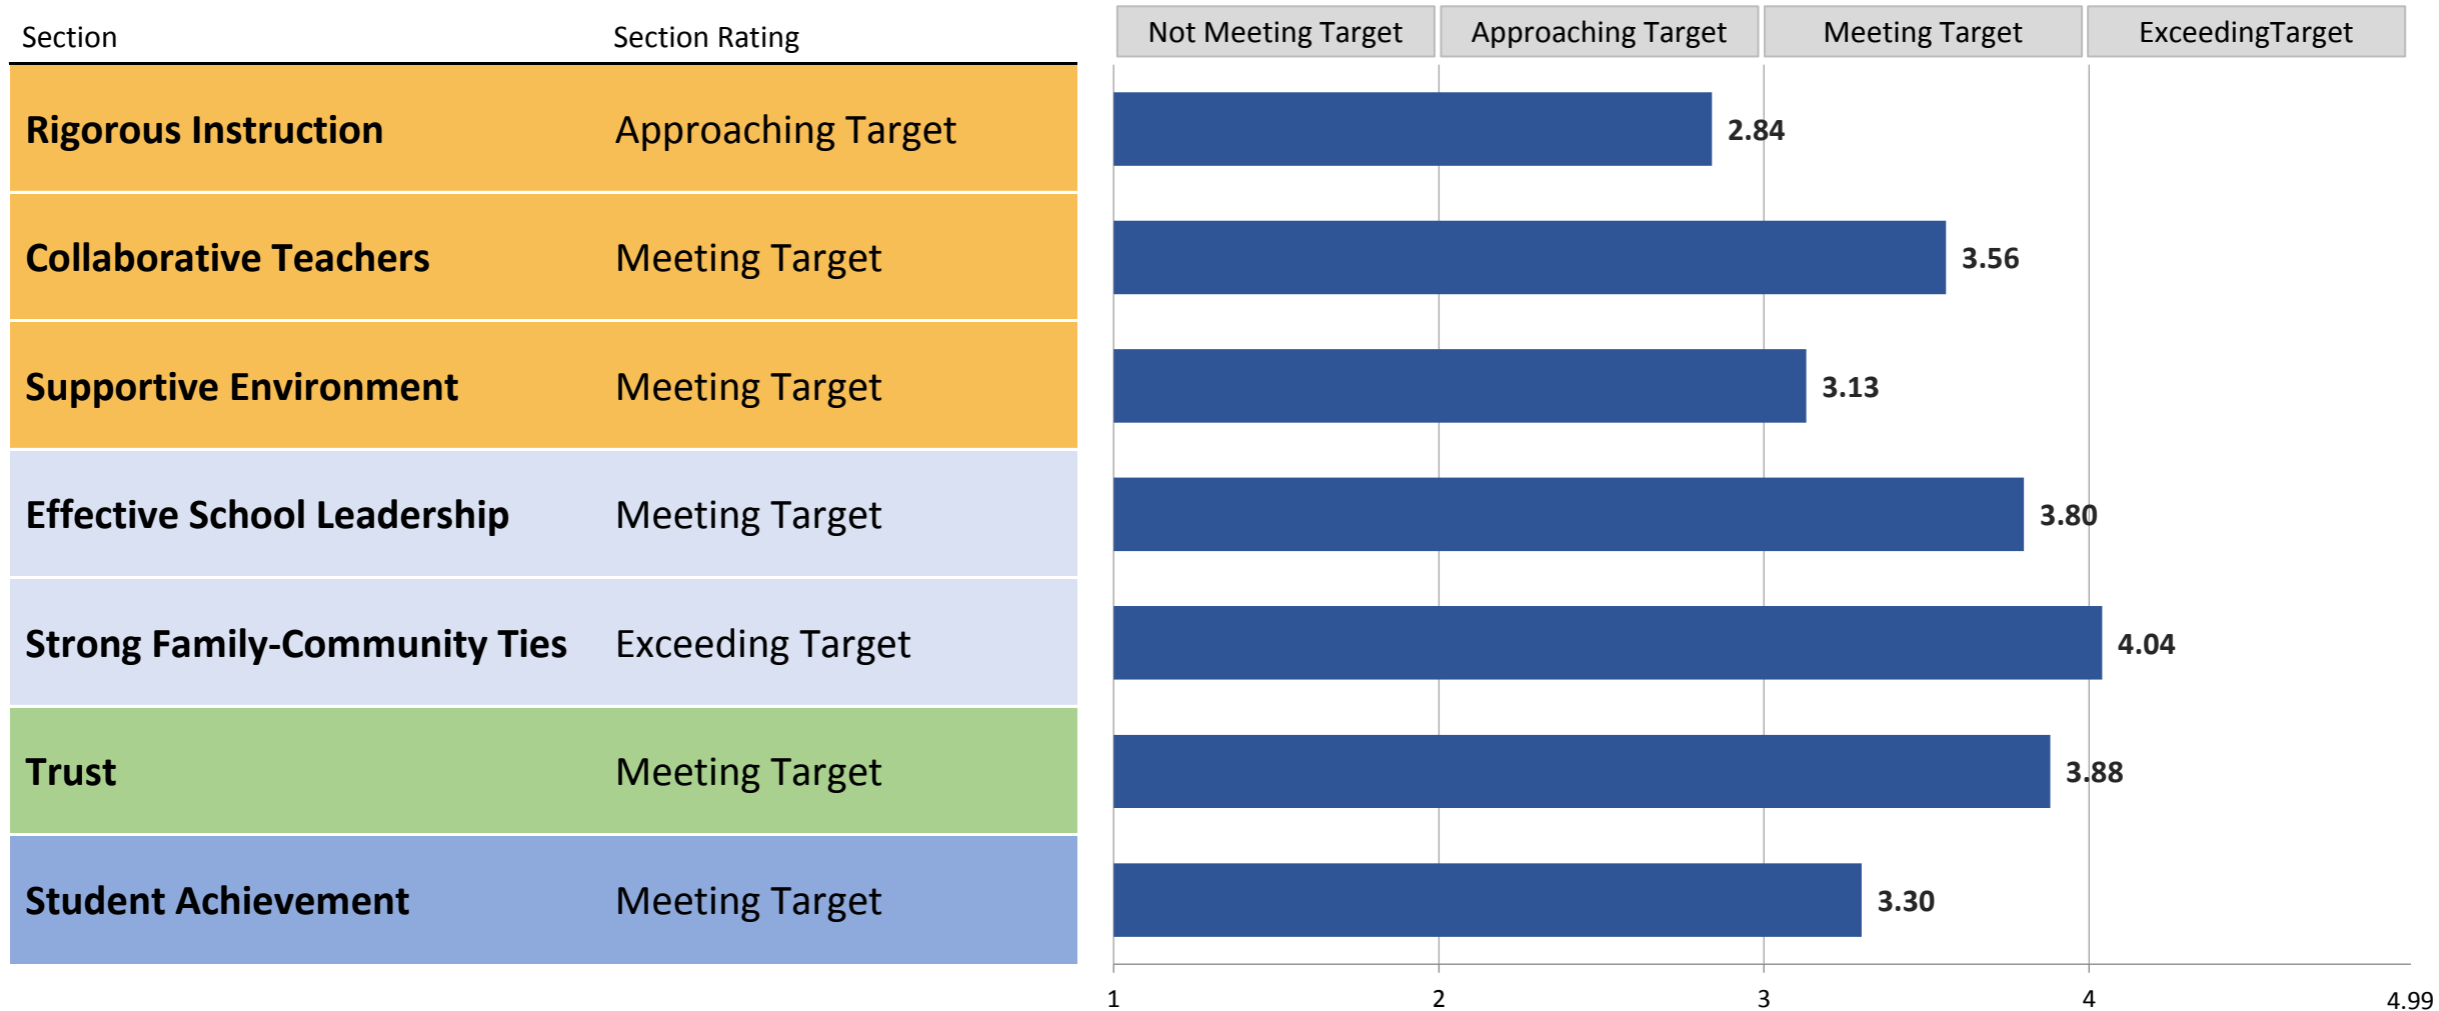 Section Section Rating Not Meeting Target Approaching Target Meeting Target ExceedingTarget
Rigorous Instruction Approaching Target 2.84
Collaborative Teachers Meeting Target 3.56
Supportive Environment Meeting Target 3.13
Effective School Leadership Meeting Target 3.80
Strong Family-Community Ties Exceeding Target 4.04
Trust Meeting Target 3.88
Student Achievement Meeting Target 3.30
1 2 3 4 4.99